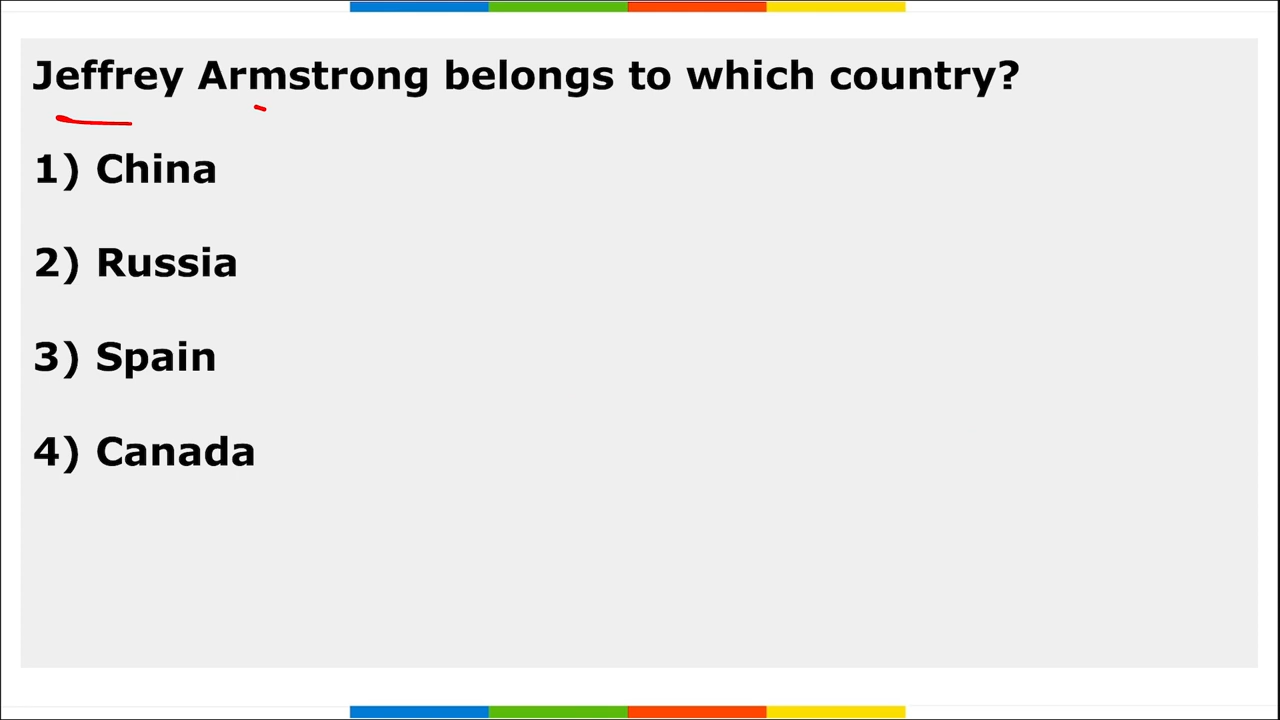 Jeffrey Armstrong belongs to which country?
1) China
2) Russia
3) Spain
4) Canada